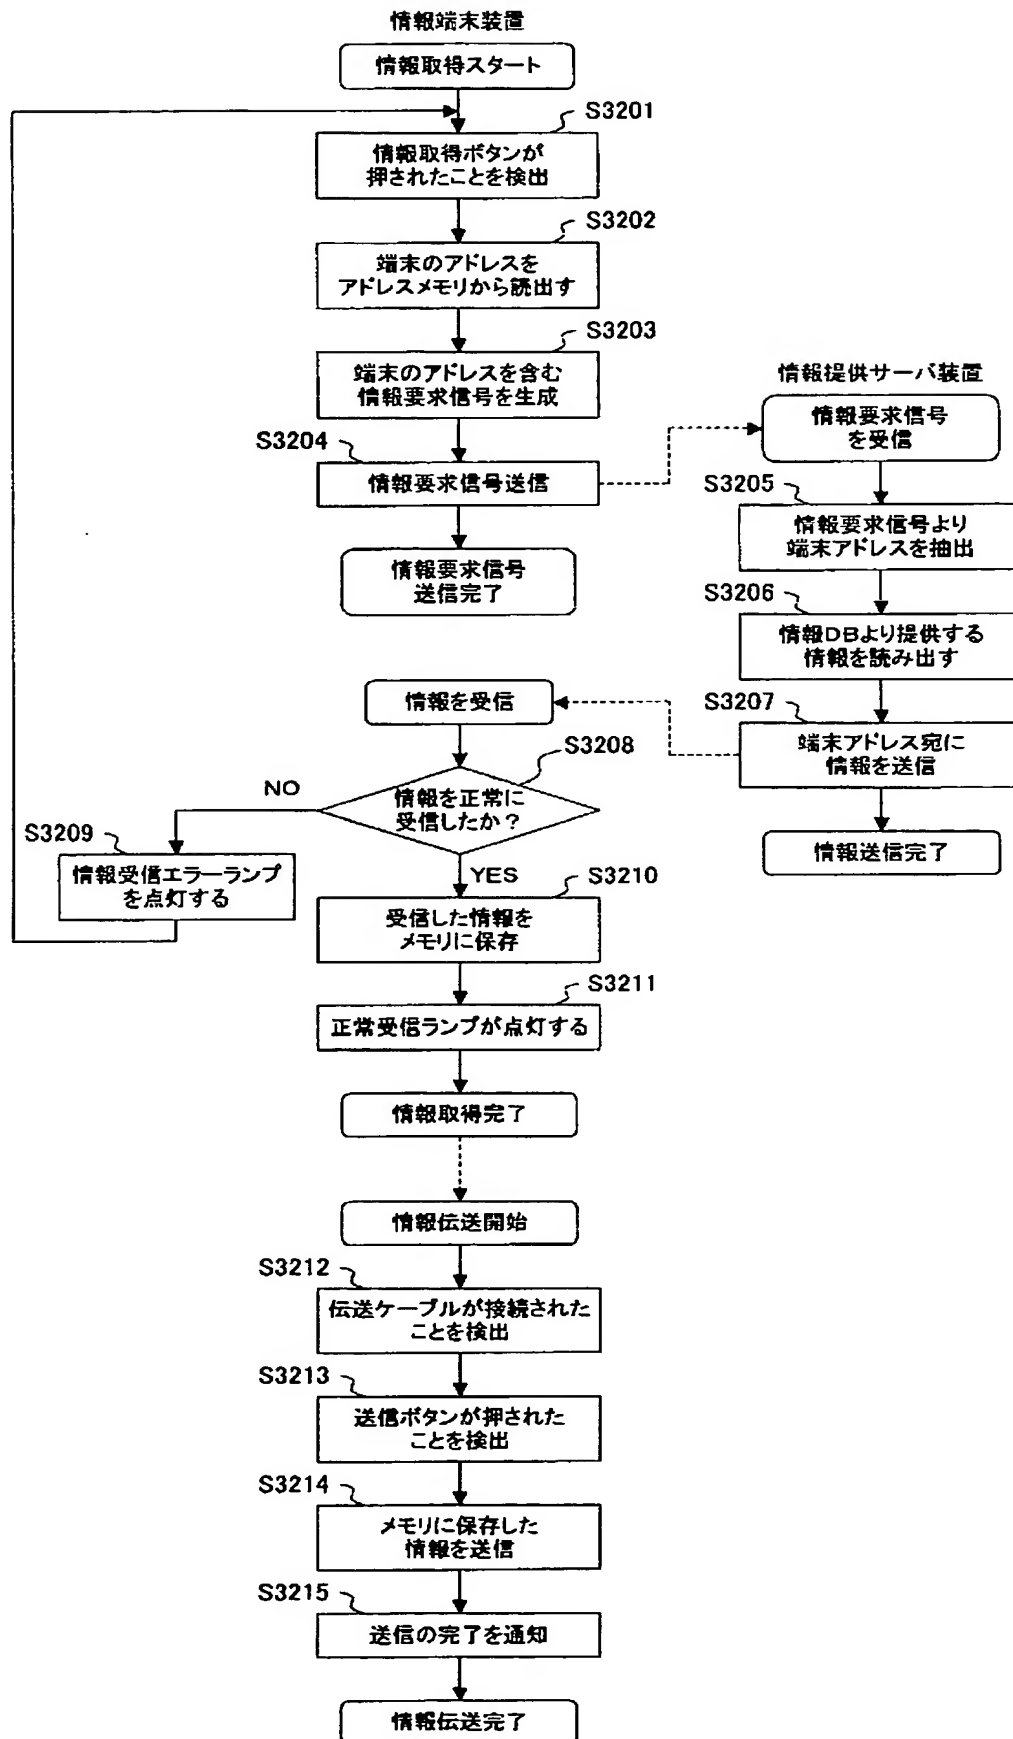 情報端末装置
情報取得スタート
S3201
情報取得ボタンが
押されたことを検出
S3202
端末のアドレスを
アドレスメモリから読出す
S3203
端末のアドレスを含む
情報要求信号を生成
S3204
情報要求信号送信
情報要求信号
送信完了
情報提供サーバ装置
情報要求信号
を受信
S3205
情報要求信号より
端末アドレスを抽出
S3206
情報DBより提供する
情報を読み出す
S3207
端末アドレス宛に
情報を送信
情報送信完了
情報を受信
S3208
情報を正常に
受信したか?
NO
YES
S3209
情報受信エラーランプ
を点灯する
S3210
受信した情報を
メモリに保存
S3211
正常受信ランプが点灯する
情報取得完了
情報伝送開始
S3212
伝送ケーブルが接続された
ことを検出
S3213
送信ボタンが押された
ことを検出
S3214
メモリに保存した
情報を送信
S3215
送信の完了を通知
情報伝送完了